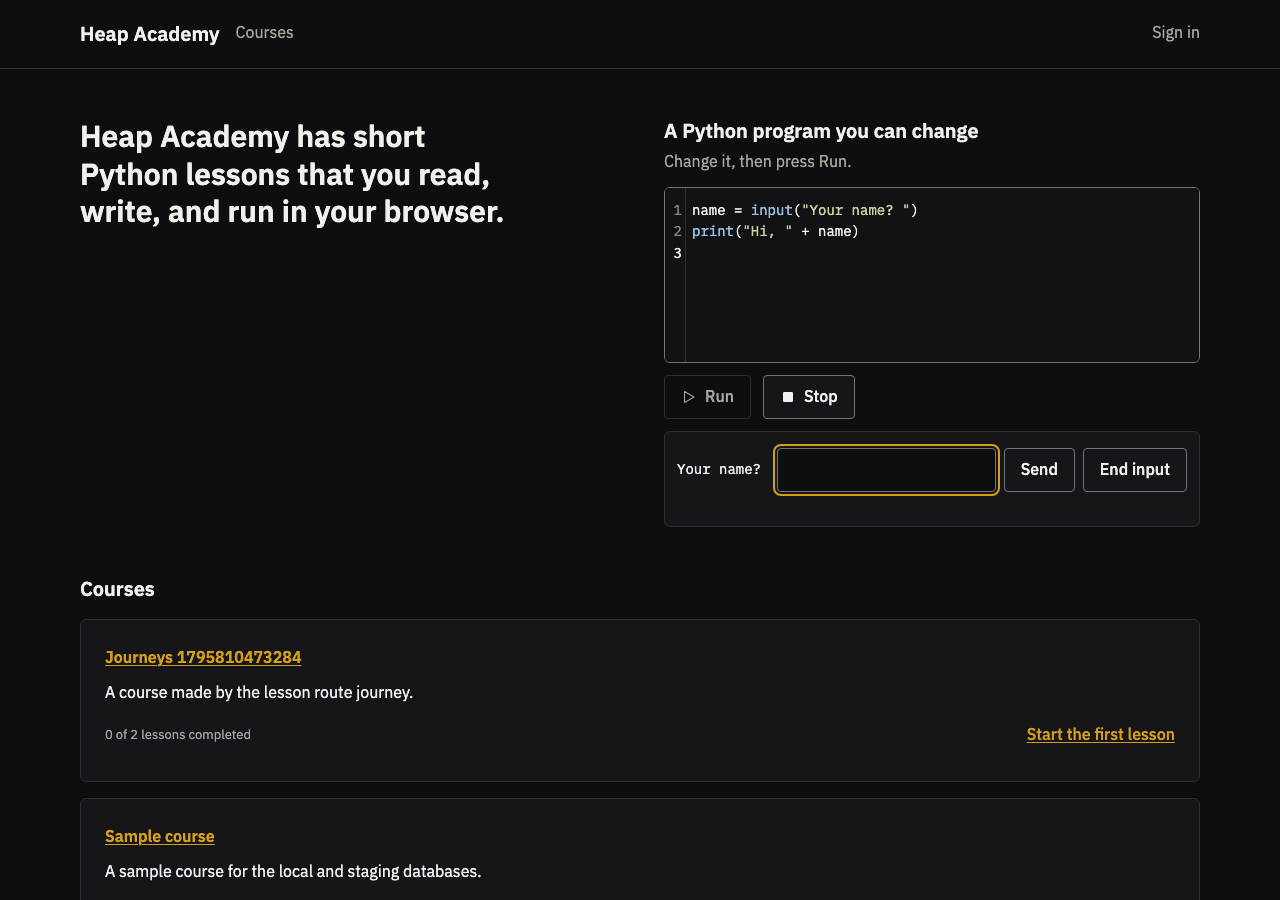 Heap Academy
Courses
Sign in
Heap Academy has short
Python lessons that you read,
write, and run in your browser.
A Python program you can change
Change it, then press Run.
1 name = input("Your name? ")
2 print("Hi, " + name)
3
Run
Stop
Your name?
Send
End input
Courses
Journeys 1795810473284
A course made by the lesson route journey.
0 of 2 lessons completed
Start the first lesson
Sample course
A sample course for the local and staging databases.